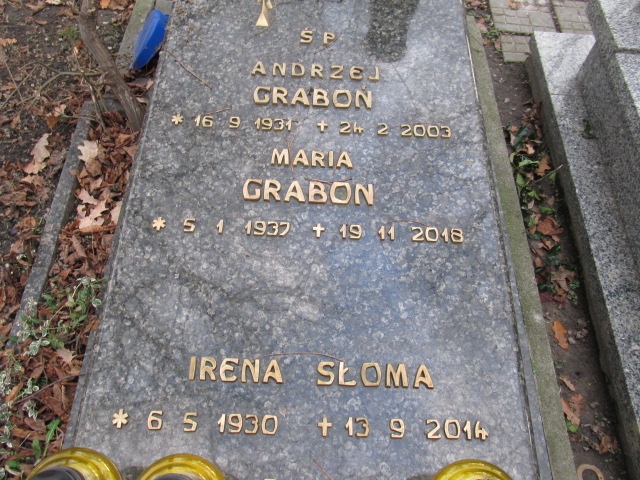 ŚP
ANDRZEJ
GRABOŃ
* 16 9 1931 + 24 2 2003
MARIA
GRABOŃ
* 5 1 1937 + 19 11 2018
IRENA SŁOMA
* 6 5 1930 + 13 9 2014